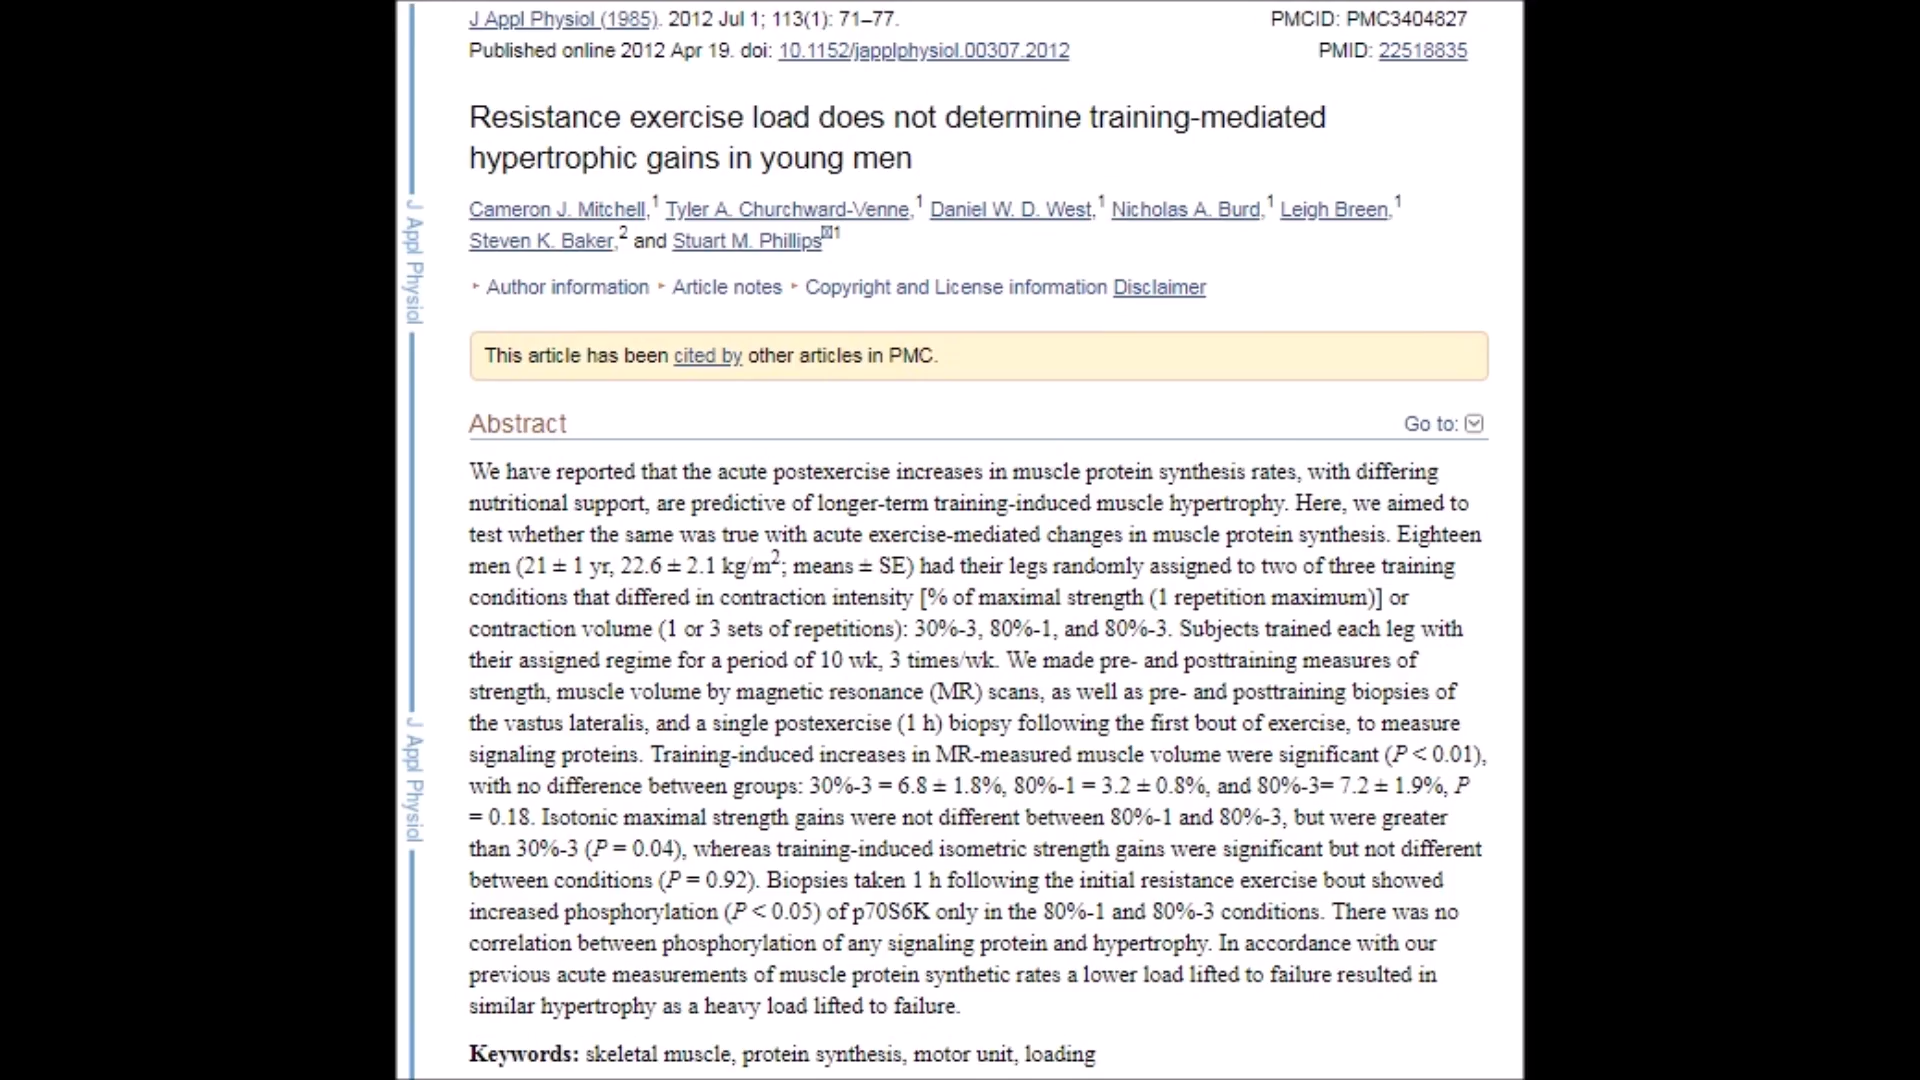 J Appl Physiol (1985). 2012 Jul 1; 113(1): 71–77.
PMCID: PMC3404827
Published online 2012 Apr 19. doi: 10.1152/japplphysiol.00307.2012
PMID: 22518835
Resistance exercise load does not determine training-mediated
hypertrophic gains in young men
Cameron J. Mitchell,1 Tyler A. Churchward-Venne,1 Daniel W. D. West,1 Nicholas A. Burd,1 Leigh Breen,1
Steven K. Baker,2 and Stuart M. Phillips✉1
▸ Author information ▸ Article notes ▸ Copyright and License information Disclaimer
This article has been cited by other articles in PMC.
Abstract
Go to:
We have reported that the acute postexercise increases in muscle protein synthesis rates, with differing
nutritional support, are predictive of longer-term training-induced muscle hypertrophy. Here, we aimed to
test whether the same was true with acute exercise-mediated changes in muscle protein synthesis. Eighteen
men (21 ± 1 yr, 22.6 ± 2.1 kg/m2; means ± SE) had their legs randomly assigned to two of three training
conditions that differed in contraction intensity [% of maximal strength (1 repetition maximum)] or
contraction volume (1 or 3 sets of repetitions): 30%-3, 80%-1, and 80%-3. Subjects trained each leg with
their assigned regime for a period of 10 wk, 3 times/wk. We made pre- and posttraining measures of
strength, muscle volume by magnetic resonance (MR) scans, as well as pre- and posttraining biopsies of
the vastus lateralis, and a single postexercise (1 h) biopsy following the first bout of exercise, to measure
signaling proteins. Training-induced increases in MR-measured muscle volume were significant (P < 0.01),
with no difference between groups: 30%-3 = 6.8 ± 1.8%, 80%-1 = 3.2 ± 0.8%, and 80%-3= 7.2 ± 1.9%, P
= 0.18. Isotonic maximal strength gains were not different between 80%-1 and 80%-3, but were greater
than 30%-3 (P = 0.04), whereas training-induced isometric strength gains were significant but not different
between conditions (P = 0.92). Biopsies taken 1 h following the initial resistance exercise bout showed
increased phosphorylation (P < 0.05) of p70S6K only in the 80%-1 and 80%-3 conditions. There was no
correlation between phosphorylation of any signaling protein and hypertrophy. In accordance with our
previous acute measurements of muscle protein synthetic rates a lower load lifted to failure resulted in
similar hypertrophy as a heavy load lifted to failure.
Keywords: skeletal muscle, protein synthesis, motor unit, loading
J Appl Physiol
J Appl Physiol